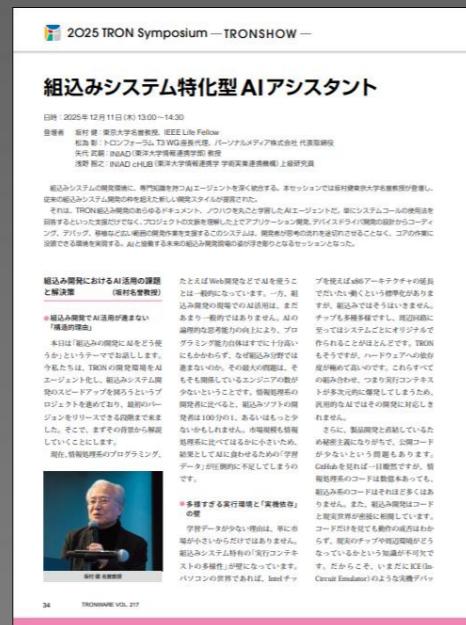 2025 TRON Symposium —TRONSHOW—
組込みシステム特化型AIアシスタント
日時：2025年12月11日(木) 13:00～14:30
登壇者 坂村 健：東京大学名誉教授、IEEE Life Fellow
松為 彰：トロンフォーラム T3 WG座長代理、パーソナルメディア株式会社 代表取締役
矢代 武嗣：INIAD（東洋大学情報連携学部）教授
浅野 智之：INIAD cHUB（東洋大学情報連携学 学術実業連携機構）上級研究員
組込みシステムの開発環境に、専門知識を持つAIエージェントを深く統合する。本セッションでは坂村健東京大学名誉教授が登壇し、
従来の組込みシステム開発の枠を超えた新しい開発スタイルが提言された。
それは、TRON組込み開発のあらゆるドキュメント、ノウハウを丸ごと学習したAIエージェントだ。単にシステムコールの使用法を
回答するといった支援だけでなく、プロジェクトの文脈を理解した上でアプリケーション開発、デバイスドライバ開発の設計からコーディ
ング、デバッグ、移植など広い範囲の開発作業を支援するこのシステムは、開発者が思考の流れを途切れさせることなく、コアの作業に
没頭できる環境を実現する。AIと協働する未来の組込み開発現場の姿が浮き彫りとなるセッションとなった。
組込み開発におけるAI活用の課題
と解決策 （坂村名誉教授）
●組込み開発でAI活用が進まない
「構造的理由」
本日は「組込みの開発にAIをどう使
うか」というテーマでお話しします。
今私たちは、TRONの開発環境をAI
エージェント化し、組込みシステム開
発のスピードアップを図ろうというプ
ロジェクトを進めており、最初のバー
ジョンをリリースできる段階まで来ま
した。そこで、まずその背景から解説
していくことにします。
現在、情報処理系のプログラミング、
坂村 健 名誉教授
たとえばWeb開発などでAIを使うこ
とは一般的になっています。一方、組
込み開発の現場でのAI活用は、まだ
あまり一般的ではありません。AIの
論理的な思考能力の向上により、プロ
グラミング能力自体はすでに十分高い
にもかかわらず、なぜ組込み分野では
進まないのか。その最大の問題は、そ
もそも関係しているエンジニアの数が
少ないということです。情報処理系の
開発者に比べると、組込みソフトの開
発者は100分の1、あるいはもっと少
ないかもしれません。市場規模も情報
処理系に比べてはるかに小さいため、
結果としてAIに食わせるための「学習
データ」が圧倒的に不足してしまうの
です。
●多様すぎる実行環境と「実機依存」
の壁
学習データが少ない理由は、単に市
場が小さいからだけではありません。
組込みシステム特有の「実行コンテキ
ストの多様性」が壁になっています。
パソコンの世界であれば、Intelチッ
プを使えばx86アーキテクチャの延長
でだいたい動くという標準化がありま
すが、組込みではそうはいきません。
チップも多種多様ですし、周辺回路に
至ってはシステムごとにオリジナルで
作られることがほとんどです。TRON
もそうですが、ハードウェアへの依存
度が極めて高いのです。これらすべて
の組み合わせ、つまり実行コンテキス
トが多次元的に爆発してしまうため、
汎用的なAIではその開発に対応しき
れません。
さらに、製品開発と直結しているた
め秘密主義になりがちで、公開コード
が少ないという問題もあります。
GitHubを見れば一目瞭然ですが、情
報処理系のコードは数億本あっても、
組込み系のコードはそれほど多くはあ
りません。また、組込み開発はコード
と現実世界が密接に相関しています。
コードだけを見ても動作の成否はわか
らず、現実のチップや周辺環境がどう
なっているかという知識が不可欠で
す。だからこそ、いまだにICE（In-
Circuit Emulator）のような実機デバッ
34 TRONWARE VOL. 217